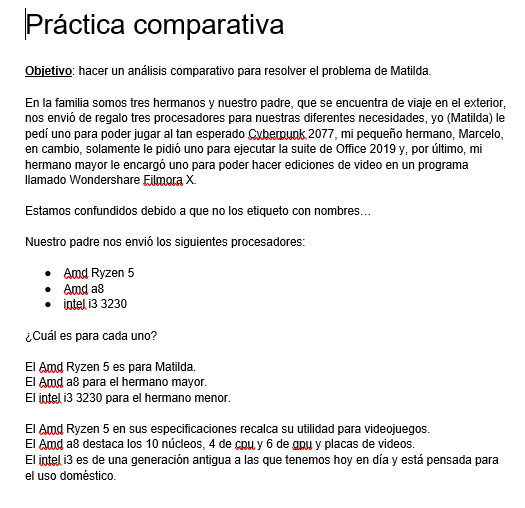 Práctica comparativa
Objetivo: hacer un análisis comparativo para resolver el problema de Matilda.
En la familia somos tres hermanos y nuestro padre, que se encuentra de viaje en el exterior,
nos envió de regalo tres procesadores para nuestras diferentes necesidades, yo (Matilda) le
pedí uno para poder jugar al tan esperado Cyberpunk 2077, mi pequeño hermano, Marcelo,
en cambio, solamente le pidió uno para ejecutar la suite de Office 2019 y, por último, mi
hermano mayor le encargó uno para poder hacer ediciones de video en un programa
llamado Wondershare Filmora X.
Estamos confundidos debido a que no los etiqueto con nombres…
Nuestro padre nos envió los siguientes procesadores:
● Amd Ryzen 5
● Amd a8
● intel i3 3230
¿Cuál es para cada uno?
El Amd Ryzen 5 es para Matilda.
El Amd a8 para el hermano mayor.
El intel i3 3230 para el hermano menor.
El Amd Ryzen 5 en sus especificaciones recalca su utilidad para videojuegos.
El Amd a8 destaca los 10 núcleos, 4 de cpu y 6 de gpu y placas de videos.
El intel i3 es de una generación antigua a las que tenemos hoy en día y está pensada para
el uso doméstico.